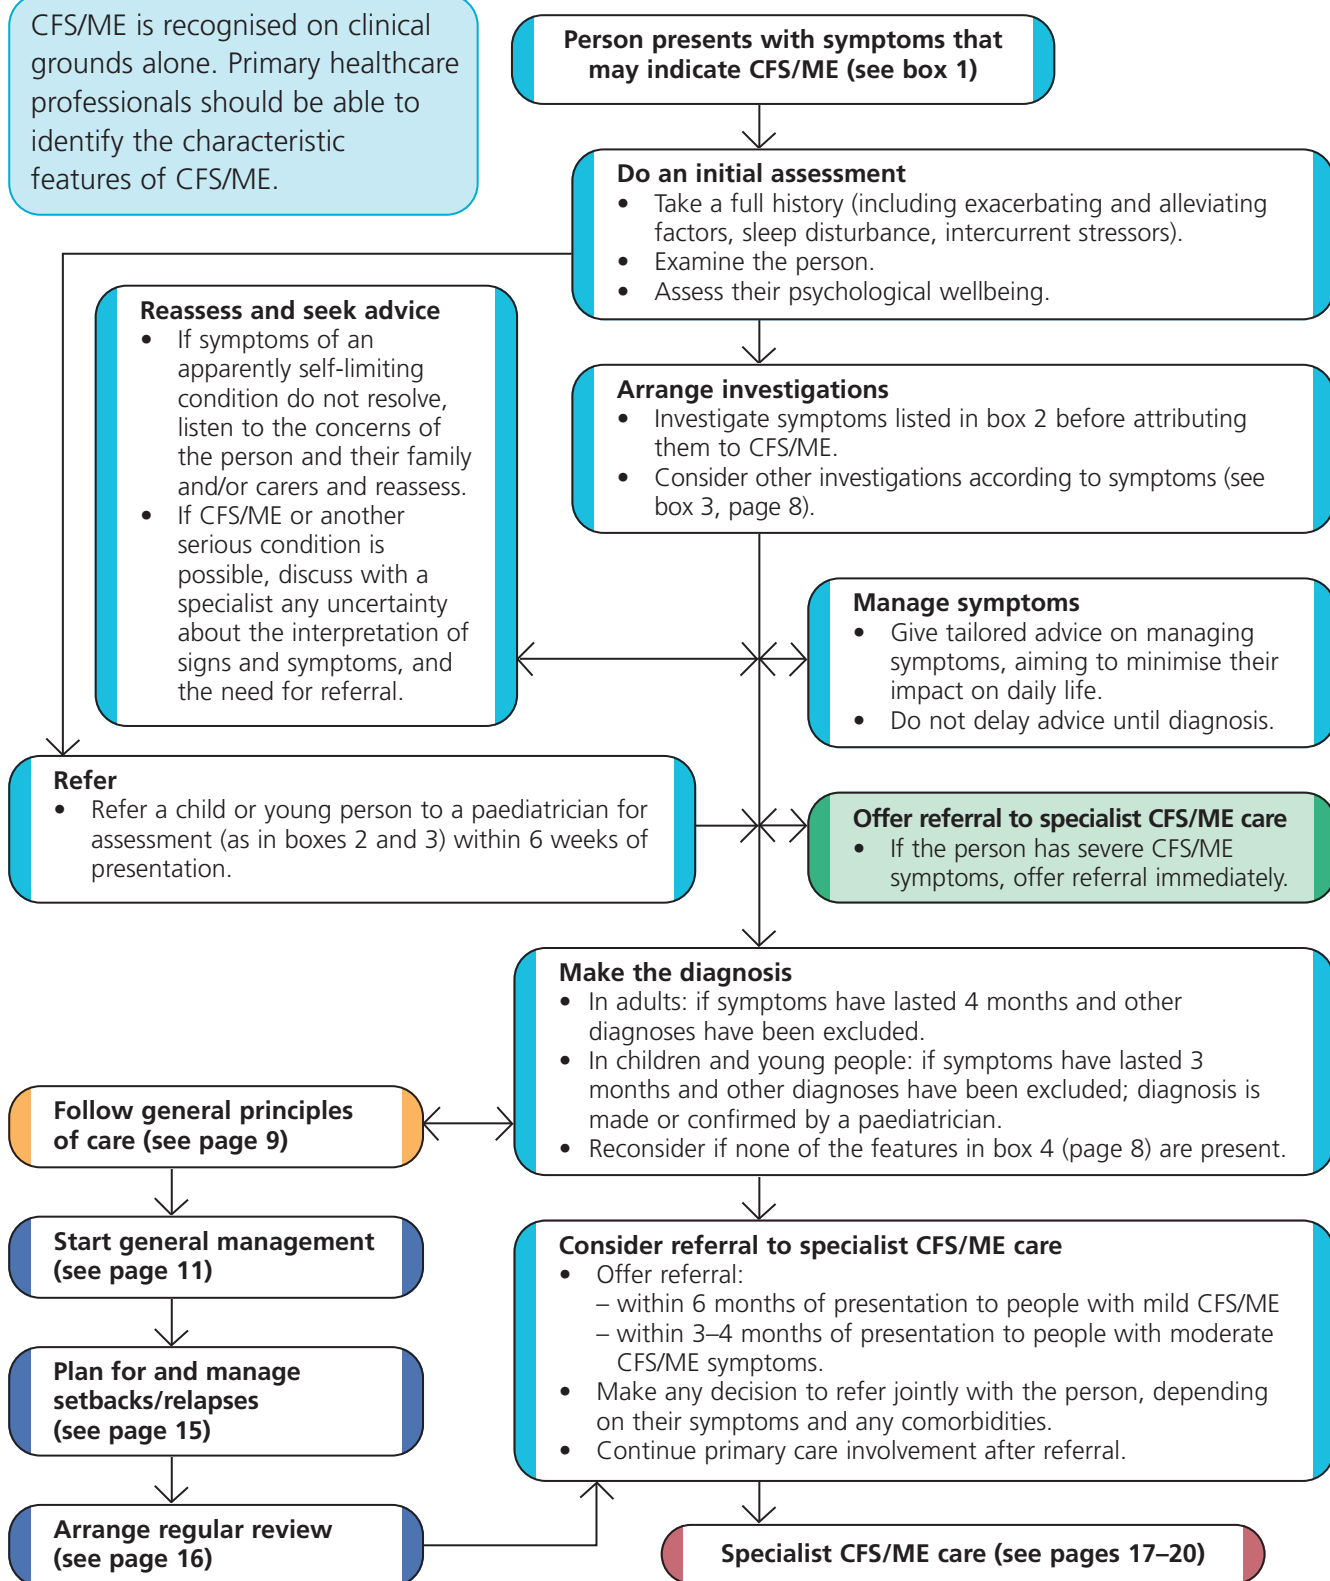 CFS/ME is recognised on clinical
grounds alone. Primary healthcare
professionals should be able to
identify the characteristic
features of CFS/ME.
Person presents with symptoms that
may indicate CFS/ME (see box 1)
Do an initial assessment
• Take a full history (including exacerbating and alleviating
factors, sleep disturbance, intercurrent stressors).
• Examine the person.
• Assess their psychological wellbeing.
Reassess and seek advice
• If symptoms of an
apparently self-limiting
condition do not resolve,
listen to the concerns of
the person and their family
and/or carers and reassess.
• If CFS/ME or another
serious condition is
possible, discuss with a
specialist any uncertainty
about the interpretation of
signs and symptoms, and
the need for referral.
Arrange investigations
• Investigate symptoms listed in box 2 before attributing
them to CFS/ME.
• Consider other investigations according to symptoms (see
box 3, page 8).
Manage symptoms
• Give tailored advice on managing
symptoms, aiming to minimise their
impact on daily life.
• Do not delay advice until diagnosis.
Refer
• Refer a child or young person to a paediatrician for
assessment (as in boxes 2 and 3) within 6 weeks of
presentation.
Offer referral to specialist CFS/ME care
• If the person has severe CFS/ME
symptoms, offer referral immediately.
Make the diagnosis
• In adults: if symptoms have lasted 4 months and other
diagnoses have been excluded.
• In children and young people: if symptoms have lasted 3
months and other diagnoses have been excluded; diagnosis is
made or confirmed by a paediatrician.
• Reconsider if none of the features in box 4 (page 8) are present.
Follow general principles
of care (see page 9)
Start general management
(see page 11)
Plan for and manage
setbacks/relapses
(see page 15)
Arrange regular review
(see page 16)
Consider referral to specialist CFS/ME care
• Offer referral:
– within 6 months of presentation to people with mild CFS/ME
– within 3–4 months of presentation to people with moderate
CFS/ME symptoms.
• Make any decision to refer jointly with the person, depending
on their symptoms and any comorbidities.
• Continue primary care involvement after referral.
Specialist CFS/ME care (see pages 17–20)